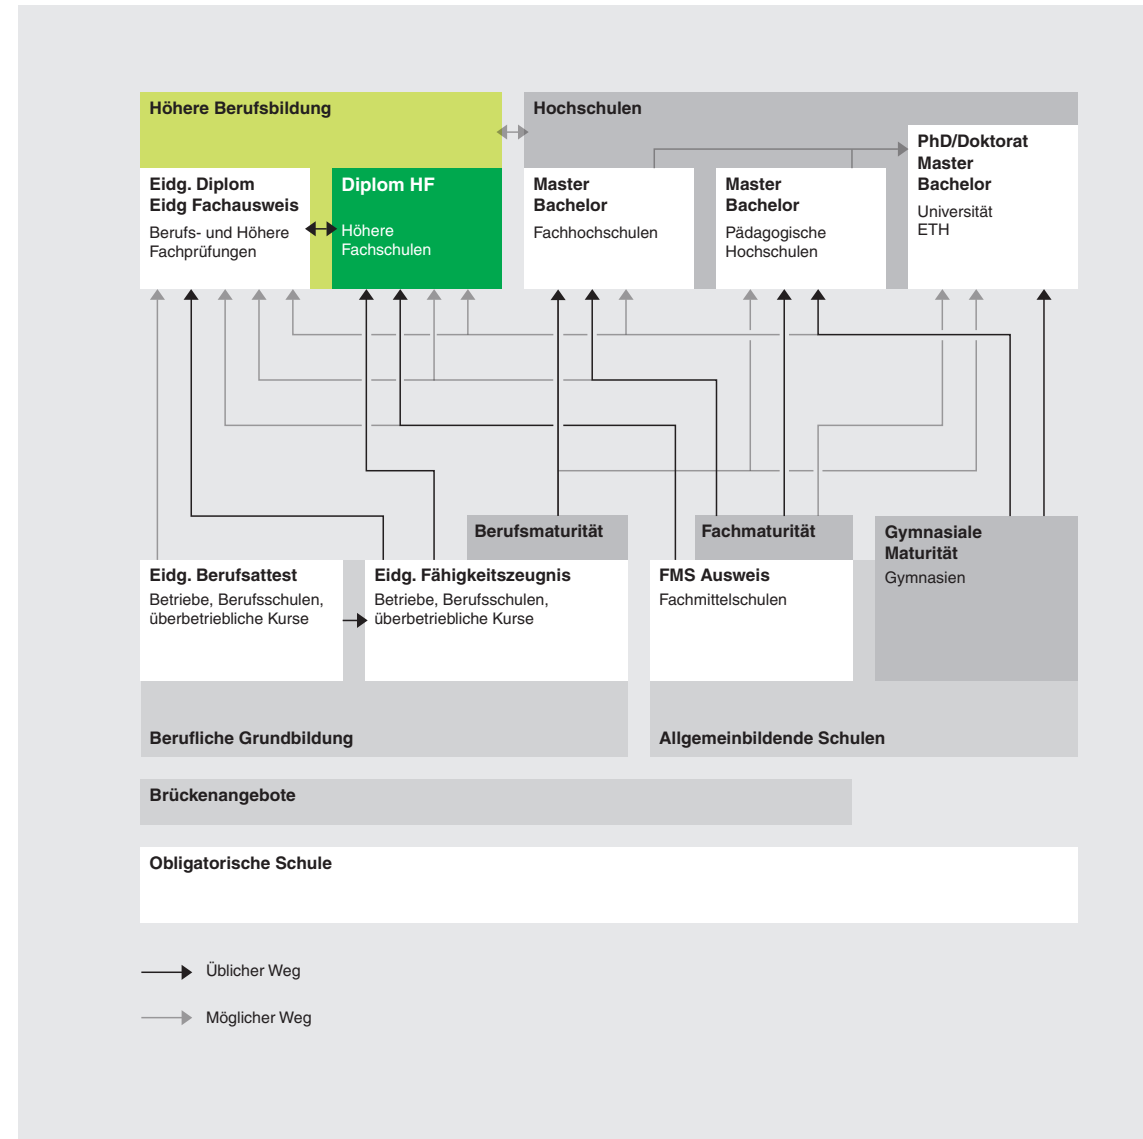 Höhere Berufsbildung
Hochschulen
Eidg. Diplom
Eidg Fachausweis
Berufs- und Höhere
Fachprüfungen
Diplom HF
Höhere
Fachschulen
Master
Bachelor
Fachhochschulen
Master
Bachelor
Pädagogische
Hochschulen
PhD/Doktorat
Master
Bachelor
Universität
ETH
Berufsmaturität
Fachmaturität
Gymnasiale
Maturität
Gymnasien
Eidg. Berufsattest
Betriebe, Berufsschulen,
überbetriebliche Kurse
Eidg. Fähigkeitszeugnis
Betriebe, Berufsschulen,
überbetriebliche Kurse
FMS Ausweis
Fachmittelschulen
Berufliche Grundbildung
Allgemeinbildende Schulen
Brückenangebote
Obligatorische Schule
Üblicher Weg
Möglicher Weg